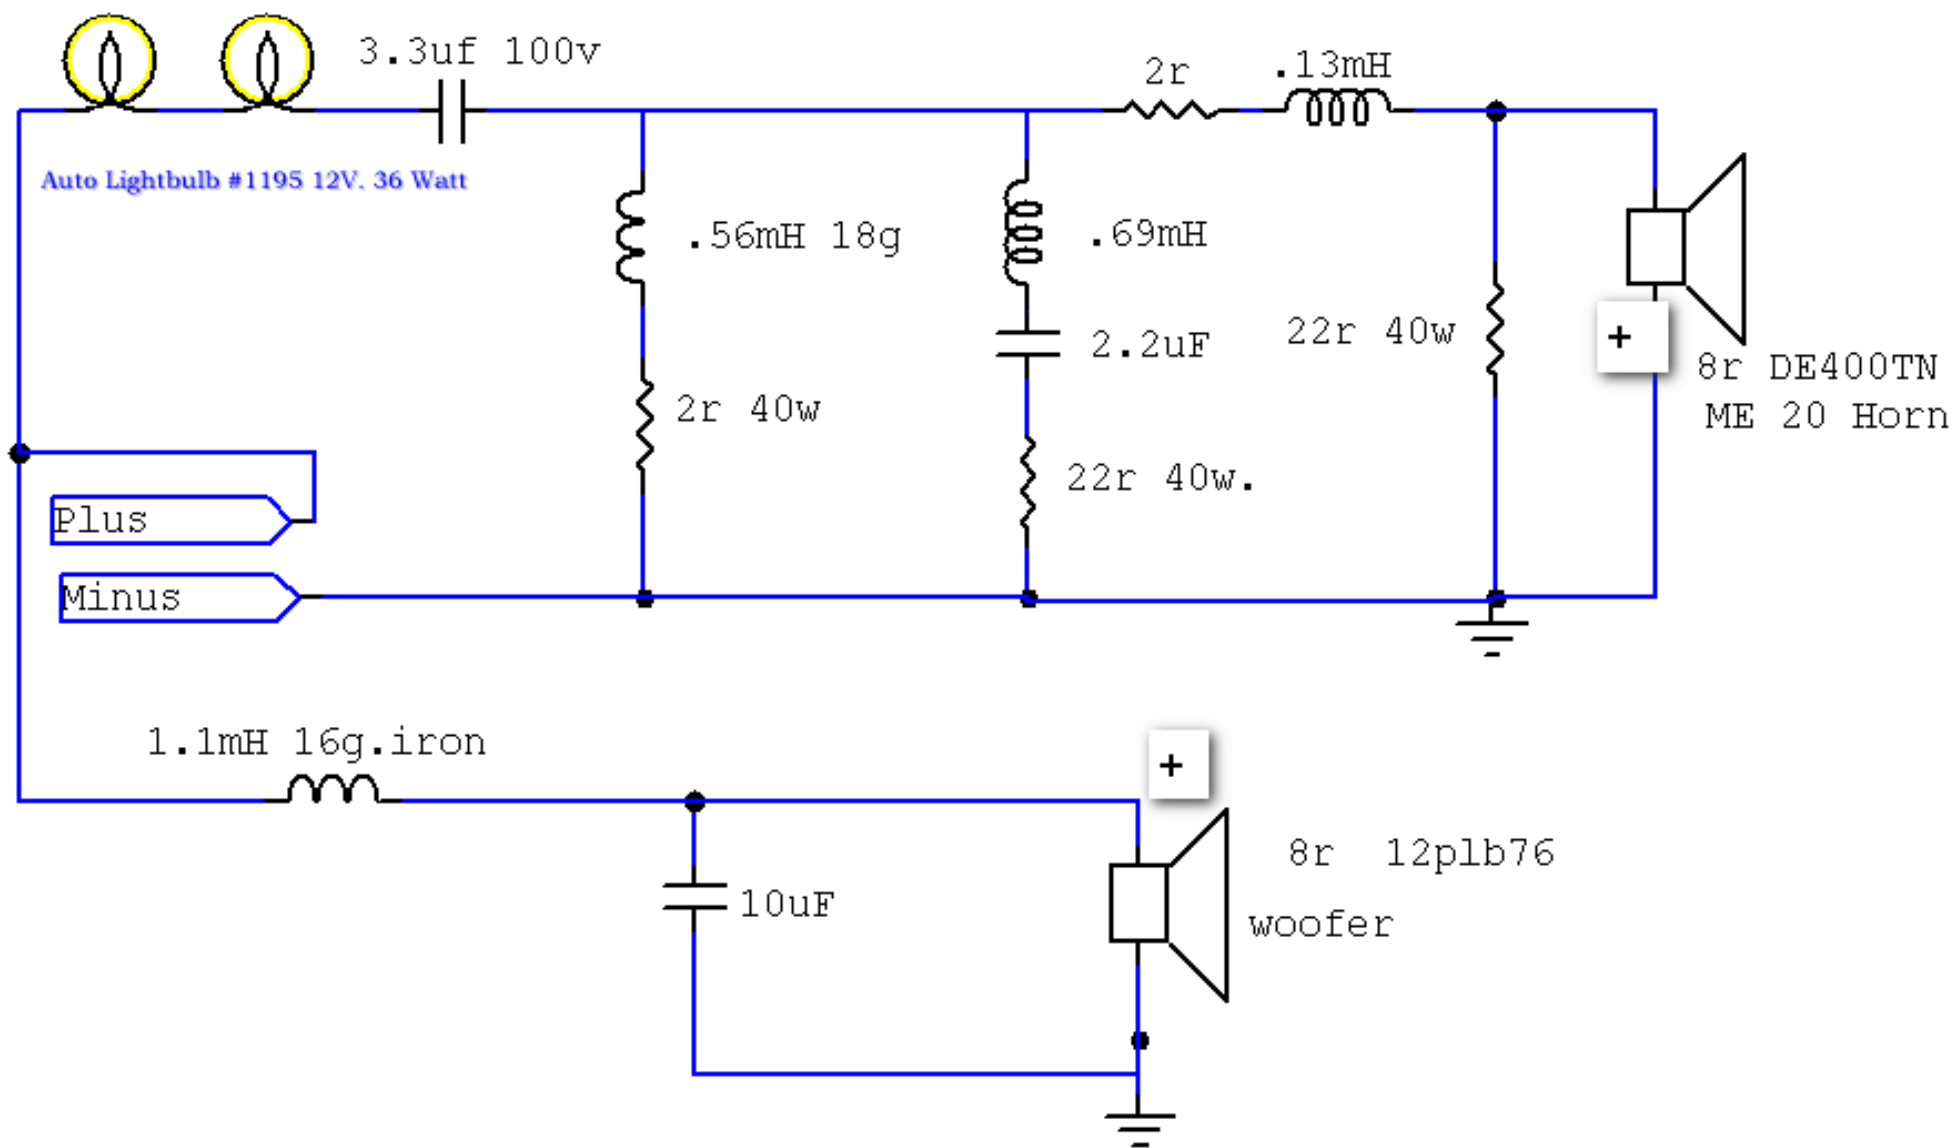 3.3uf 100v
2r
.13mH
Auto Lightbulb #1195 12V. 36 Watt
.56mH 18g
.69mH
2.2uF
22r 40w
+
8r DE400TN
ME 20 Horn
2r 40w
22r 40w.
Plus
Minus
1.1mH 16g.iron
+
10uF
8r 12plb76
woofer